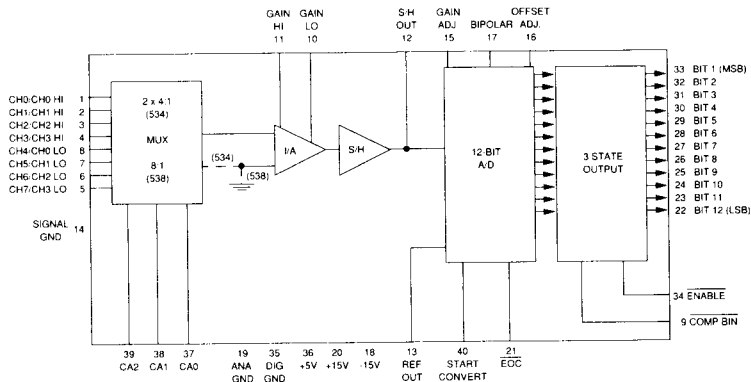 GAIN HI 11
GAIN LO 10
S/H OUT 12
GAIN ADJ 15
BIPOLAR 17
OFFSET ADJ. 16
CH0/CH0 HI 1
CH1/CH1 HI 2
CH2/CH2 HI 3
CH3/CH3 HI 4
CH4/CH0 LO 8
CH5/CH1 LO 7
CH6/CH2 LO 6
CH7/CH3 LO 5
SIGNAL GND 14
2 x 4:1
(534)
MUX
8:1
(538)
(534)
(538)
I/A
S/H
12-BIT
A/D
3 STATE
OUTPUT
33 BIT 1 (MSB)
32 BIT 2
31 BIT 3
30 BIT 4
29 BIT 5
28 BIT 6
27 BIT 7
26 BIT 8
25 BIT 9
24 BIT 10
23 BIT 11
22 BIT 12 (LSB)
34 ENABLE
9 COMP BIN
39 CA2
38 CA1
37 CA0
19 ANA GND
35 DIG GND
36 +5V
20 +15V
18 -15V
13 REF OUT
40 START CONVERT
21 EOC